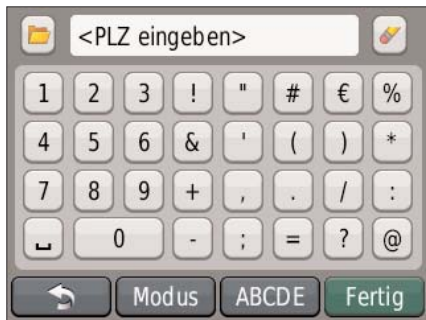 <PLZ eingeben>
1 2 3 ! " # € %
4 5 6 & ' ( ) *
7 8 9 + , . / :
␣ 0 - ; = ? @
Modus ABCDE Fertig